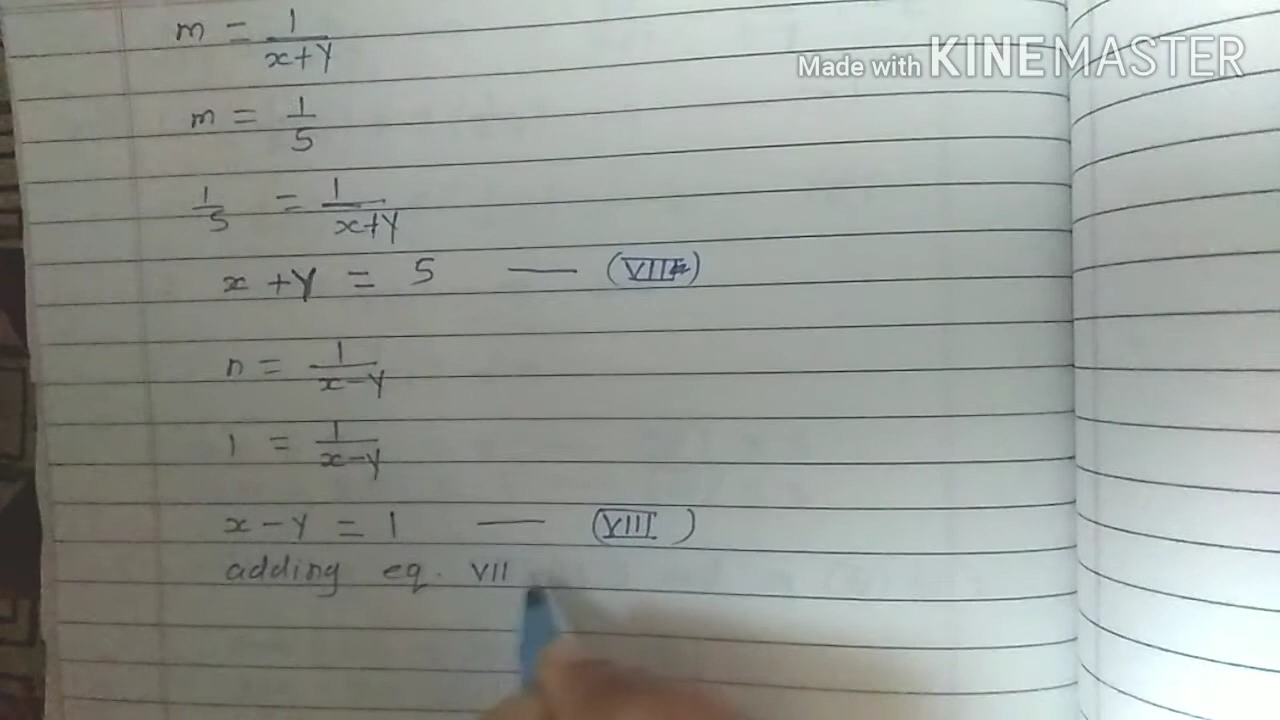 m = 1/x+y
Made with KINEMASTER
m = 1/5
1/5 = 1/x+y
x + y = 5 — (VII)
n = 1/x-y
1 = 1/x-y
x - y = 1 — (VIII)
adding eq. VII